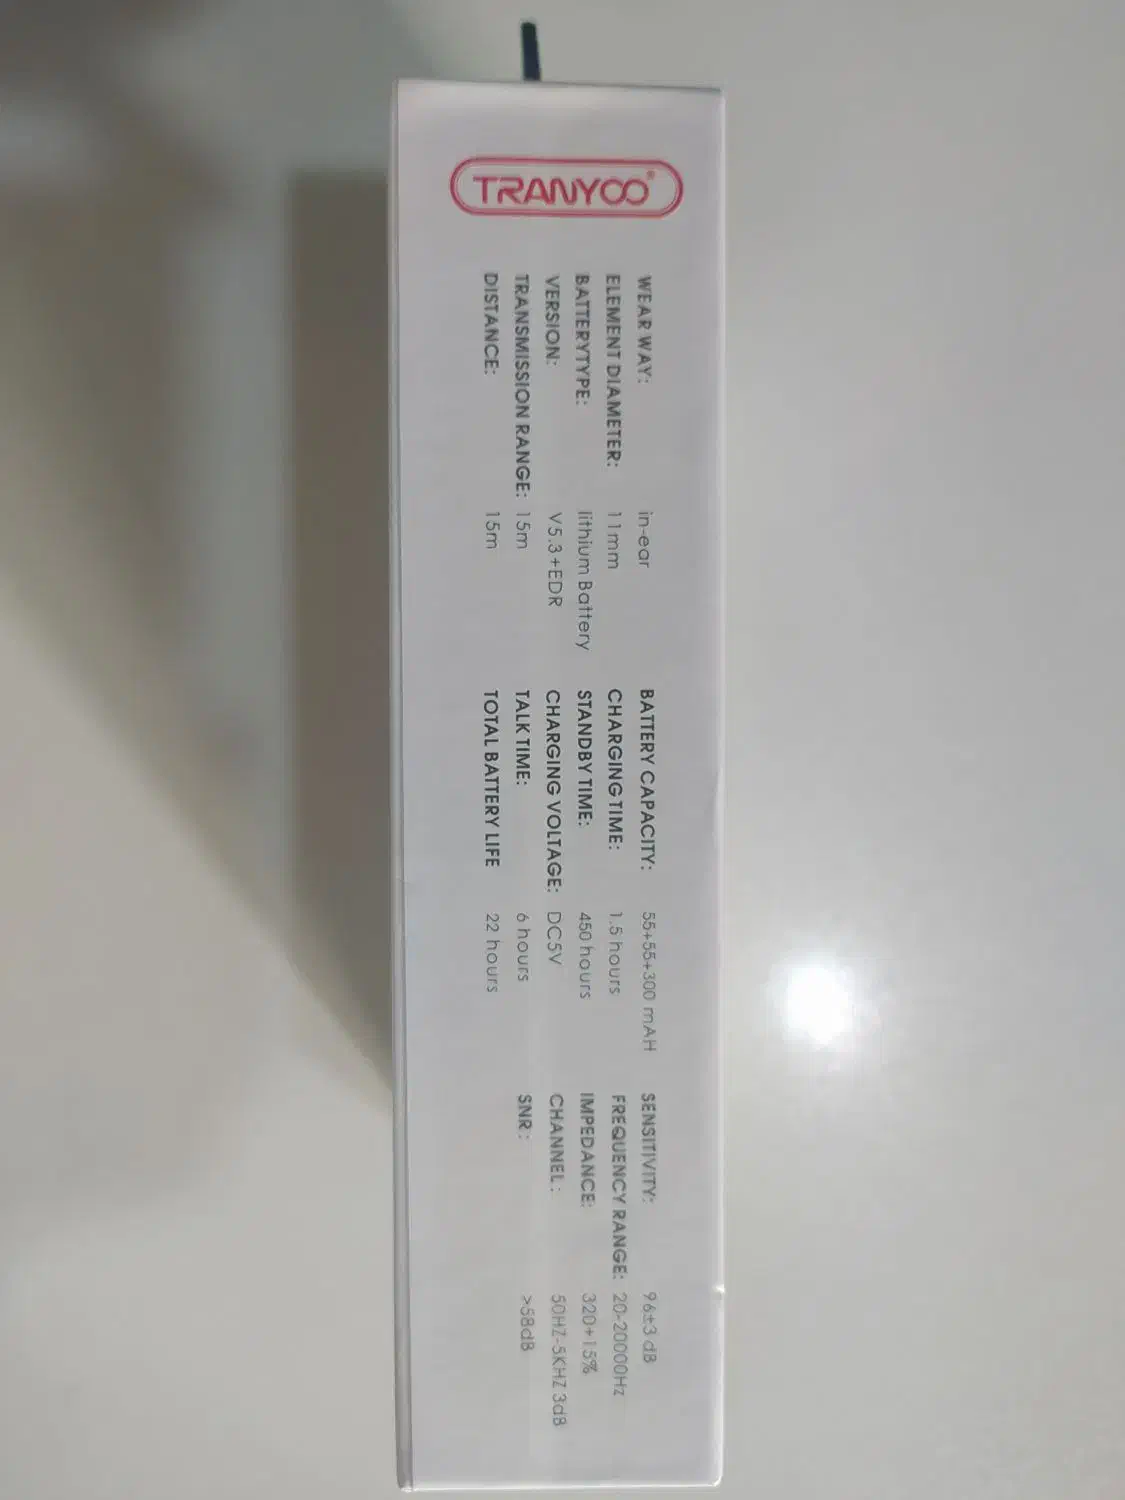 TRANYOO®
WEAR WAY: in-ear
ELEMENT DIAMETER: 11mm
BATTERYTYPE: lithium Battery
VERSION: V5.3+EDR
TRANSMISSION RANGE: 15m
DISTANCE: 15m
BATTERY CAPACITY: 55+55+300 mAH
CHARGING TIME: 1.5 hours
STANDBY TIME: 450 hours
CHARGING VOLTAGE: DC5V
TALK TIME: 6 hours
TOTAL BATTERY LIFE 22 hours
SENSITIVITY: 96±3 dB
FREQUENCY RANGE: 20-20000Hz
IMPEDANCE: 320+15%
CHANNEL : 50HZ-5KHZ 3dB
SNR : >58dB